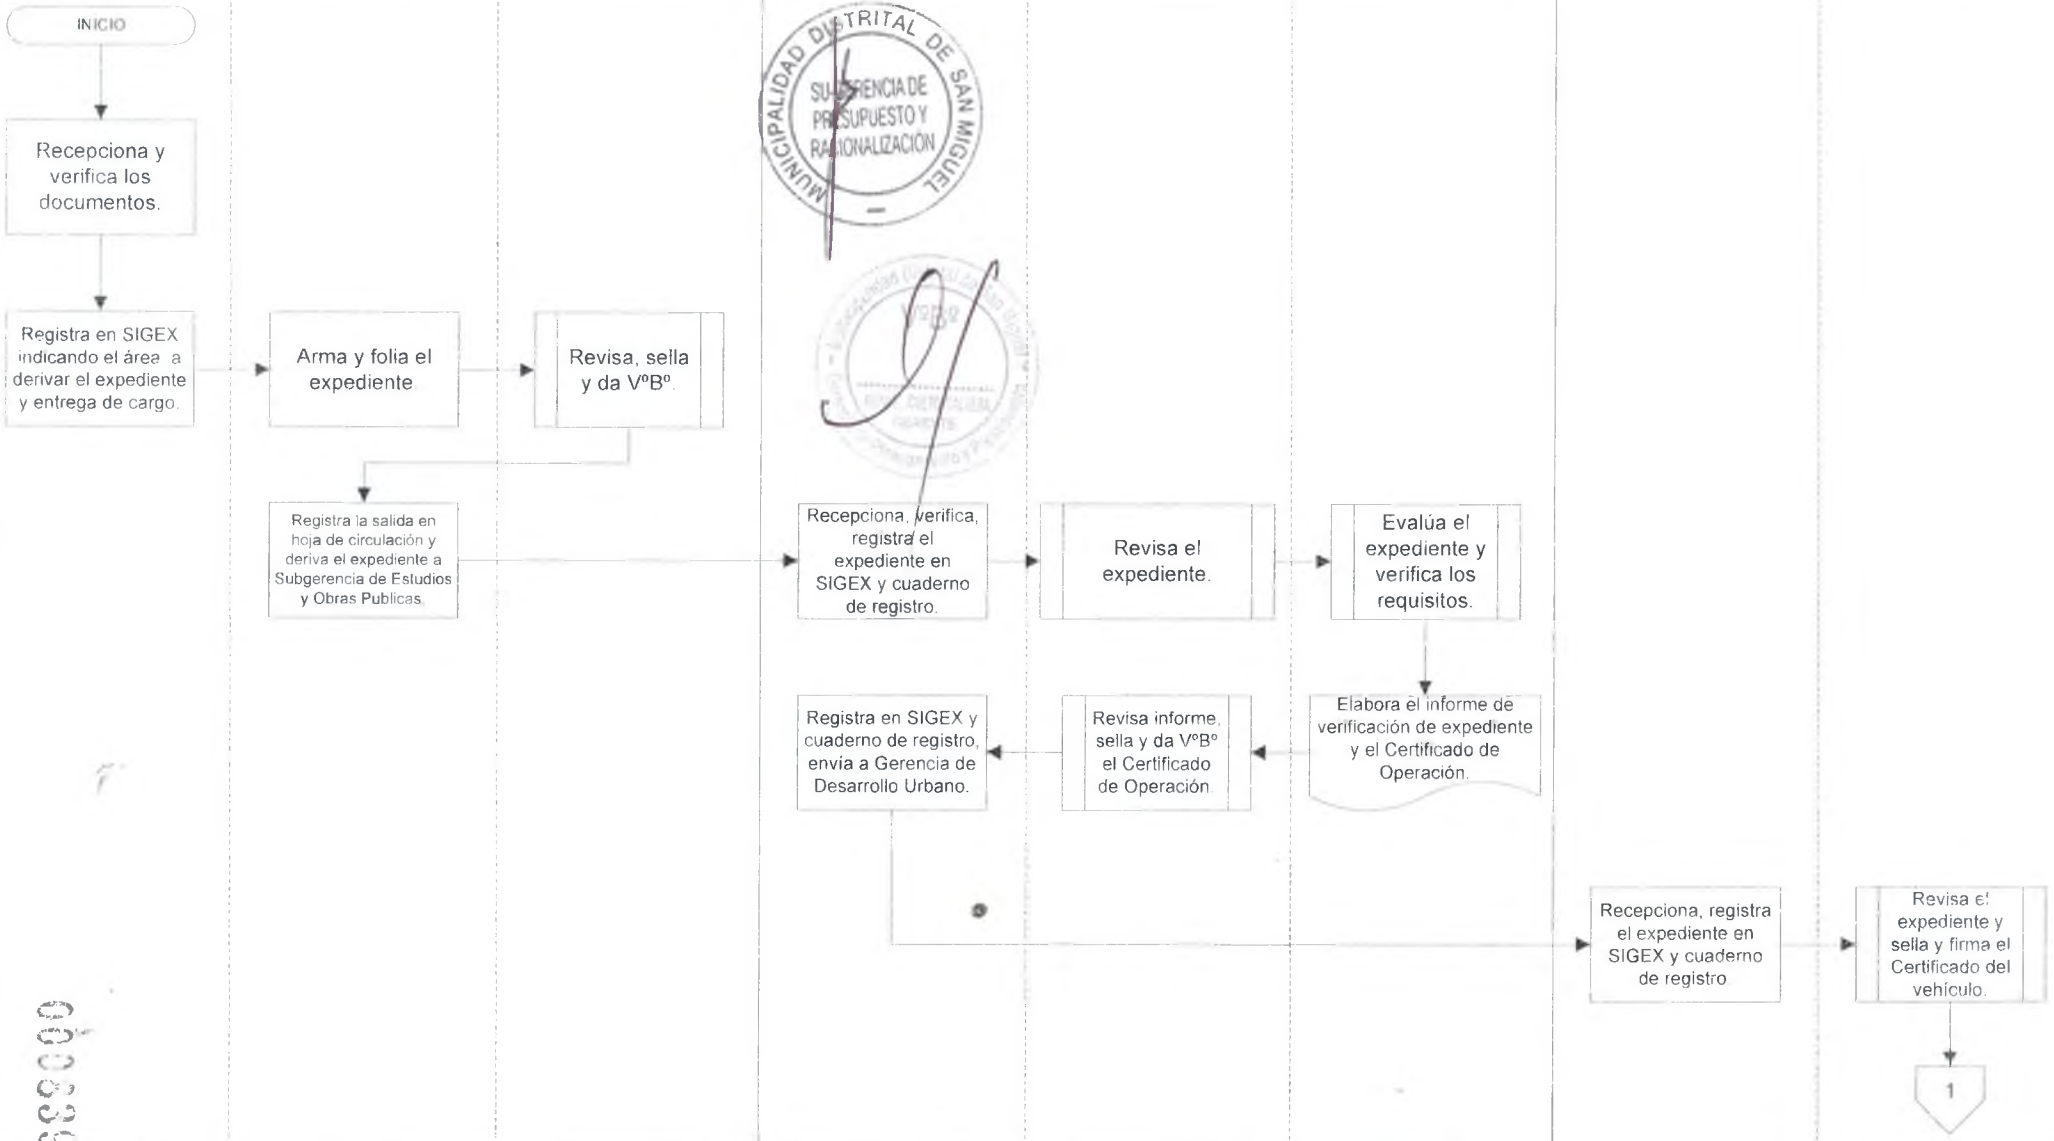 INICIO
Recepciona y
verifica los
documentos.
Registra en SIGEX
indicando el área a
derivar el expediente
y entrega de cargo.
Arma y folia el
expediente
Revisa, sella
y da VºBº.
Registra la salida en
hoja de circulación y
deriva el expediente a
Subgerencia de Estudios
y Obras Publicas
MUNICIPALIDAD DISTRITAL DE SAN MIGUEL
PRESUPUESTO Y
RACIONALIZACIÓN
VºBº
Recepciona, verifica,
registra el
expediente en
SIGEX y cuaderno
de registro.
Revisa el
expediente.
Evalúa el
expediente y
verifica los
requisitos.
Elabora el informe de
verificación de expediente
y el Certificado de
Operación.
Revisa informe,
sella y da VºBº
el Certificado
de Operación
Registra en SIGEX y
cuaderno de registro,
envía a Gerencia de
Desarrollo Urbano.
Recepciona, registra
el expediente en
SIGEX y cuaderno
de registro
Revisa el
expediente y
sella y firma el
Certificado del
vehículo.
1